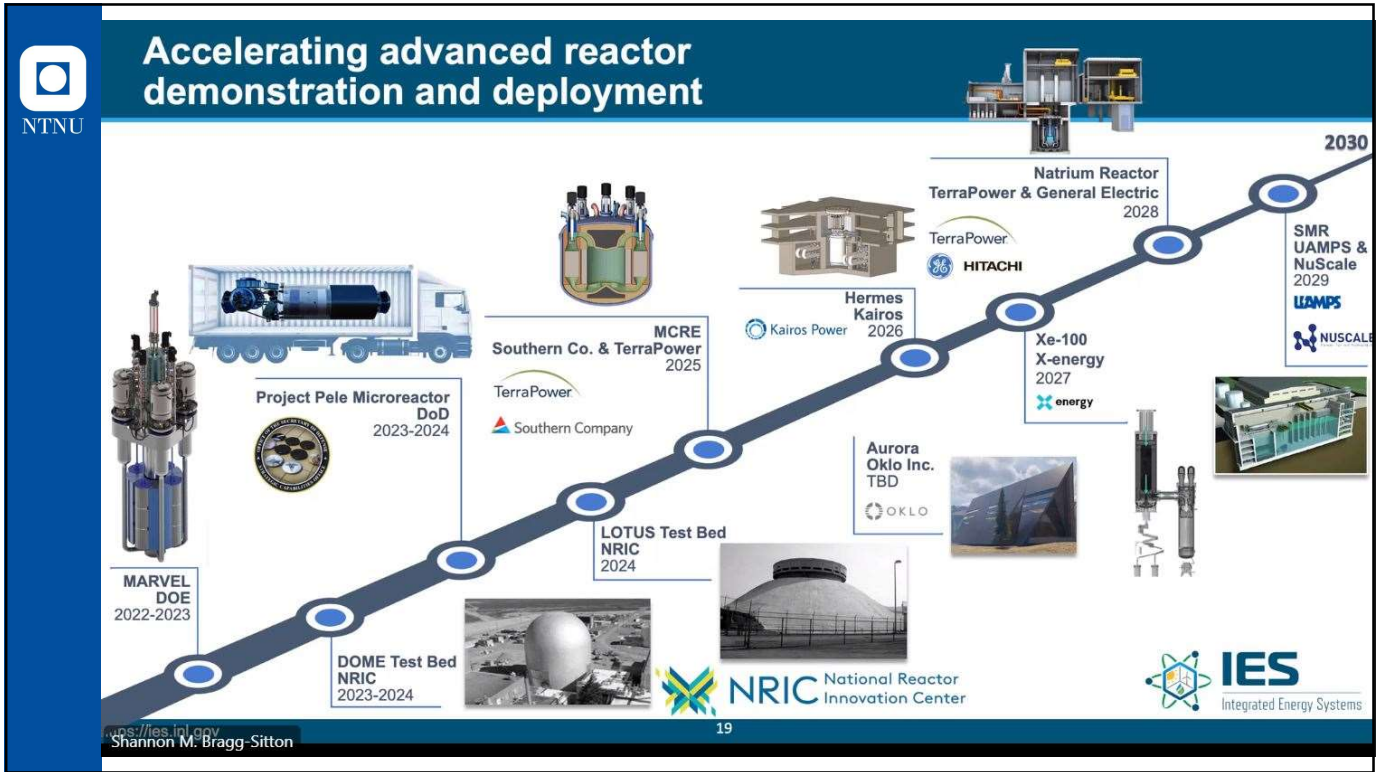 NTNU
Accelerating advanced reactor
demonstration and deployment
2030
Natrium Reactor
TerraPower & General Electric
2028
TerraPower
HITACHI
SMR
UAMPS &
NuScale
2029
UAMPS
NUSCALE
Hermes
Kairos
2026
Kairos Power
Xe-100
X-energy
2027
energy
MCRE
Southern Co. & TerraPower
2025
TerraPower
Southern Company
Project Pele Microreactor
DoD
2023-2024
Aurora
Oklo Inc.
TBD
OKLO
LOTUS Test Bed
NRIC
2024
MARVEL
DOE
2022-2023
DOME Test Bed
NRIC
2023-2024
NRIC National Reactor
Innovation Center
IES
Integrated Energy Systems
ies.inl.gov
19
Shannon M. Bragg-Sitton